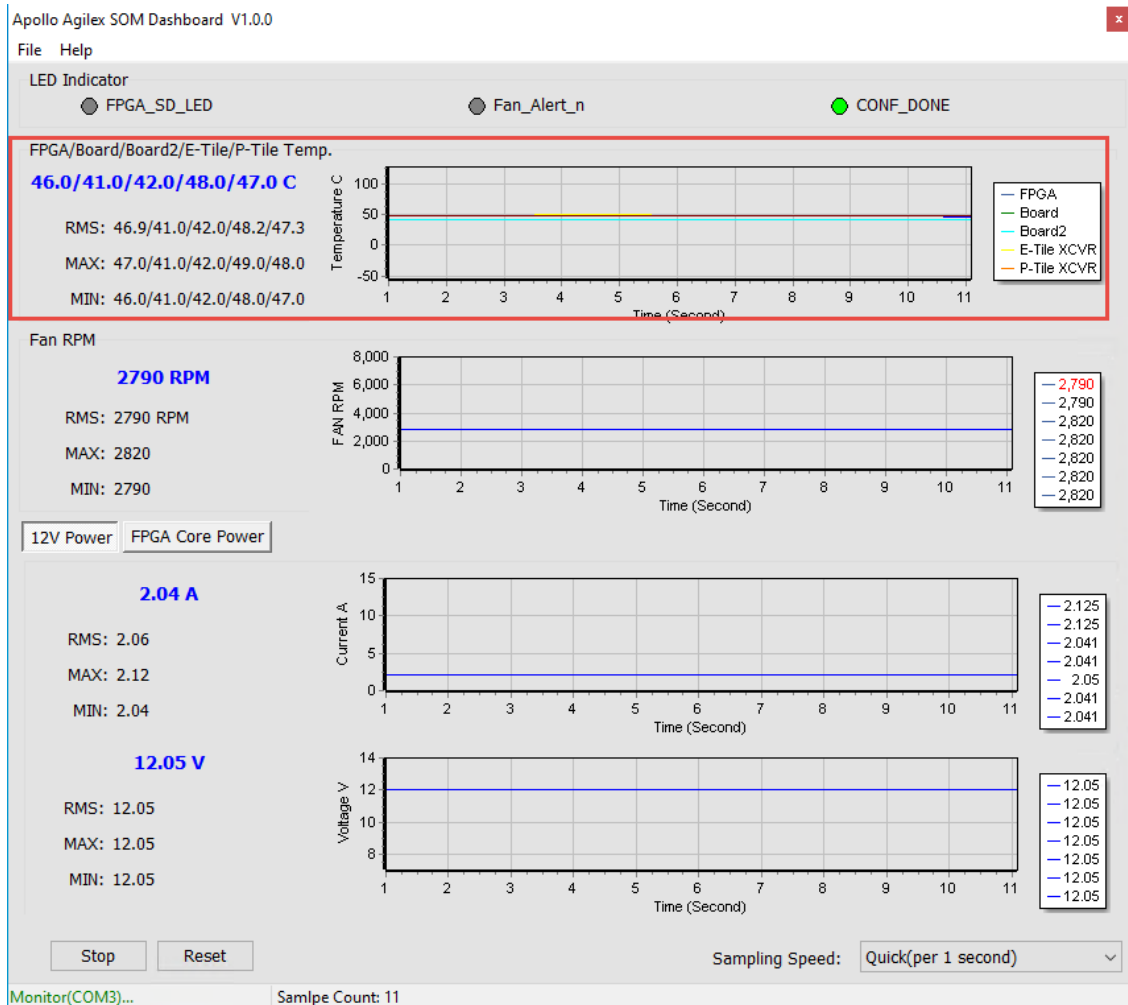 Apollo Agilex SOM Dashboard V1.0.0
x
File Help
LED Indicator
FPGA_SD_LED Fan_Alert_n CONF_DONE
FPGA/Board/Board2/E-Tile/P-Tile Temp.
46.0/41.0/42.0/48.0/47.0 C
RMS: 46.9/41.0/42.0/48.2/47.3
MAX: 47.0/41.0/42.0/49.0/48.0
MIN: 46.0/41.0/42.0/48.0/47.0
Temperature C
100
50
0
-50
1 2 3 4 5 6 7 8 9 10 11
Time (Second)
FPGA
Board
Board2
E-Tile XCVR
P-Tile XCVR
Fan RPM
2790 RPM
RMS: 2790 RPM
MAX: 2820
MIN: 2790
FAN RPM
8,000
6,000
4,000
2,000
0
1 2 3 4 5 6 7 8 9 10 11
Time (Second)
2,790
2,790
2,820
2,820
2,820
2,820
2,820
12V Power FPGA Core Power
2.04 A
RMS: 2.06
MAX: 2.12
MIN: 2.04
Current A
15
10
5
0
1 2 3 4 5 6 7 8 9 10 11
Time (Second)
2.125
2.125
2.041
2.041
2.05
2.041
2.041
12.05 V
RMS: 12.05
MAX: 12.05
MIN: 12.05
Voltage V
14
12
10
8
1 2 3 4 5 6 7 8 9 10 11
Time (Second)
12.05
12.05
12.05
12.05
12.05
12.05
12.05
Stop Reset Sampling Speed: Quick(per 1 second)
Monitor(COM3)... Samlpe Count: 11